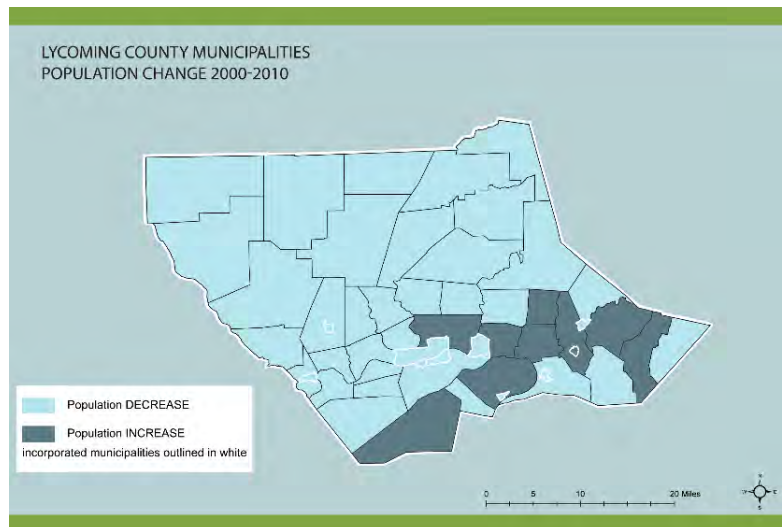 LYCOMING COUNTY MUNICIPALITIES
POPULATION CHANGE 2000-2010
Population DECREASE
Population INCREASE
incorporated municipalities outlined in white
0 5 10 20 Miles